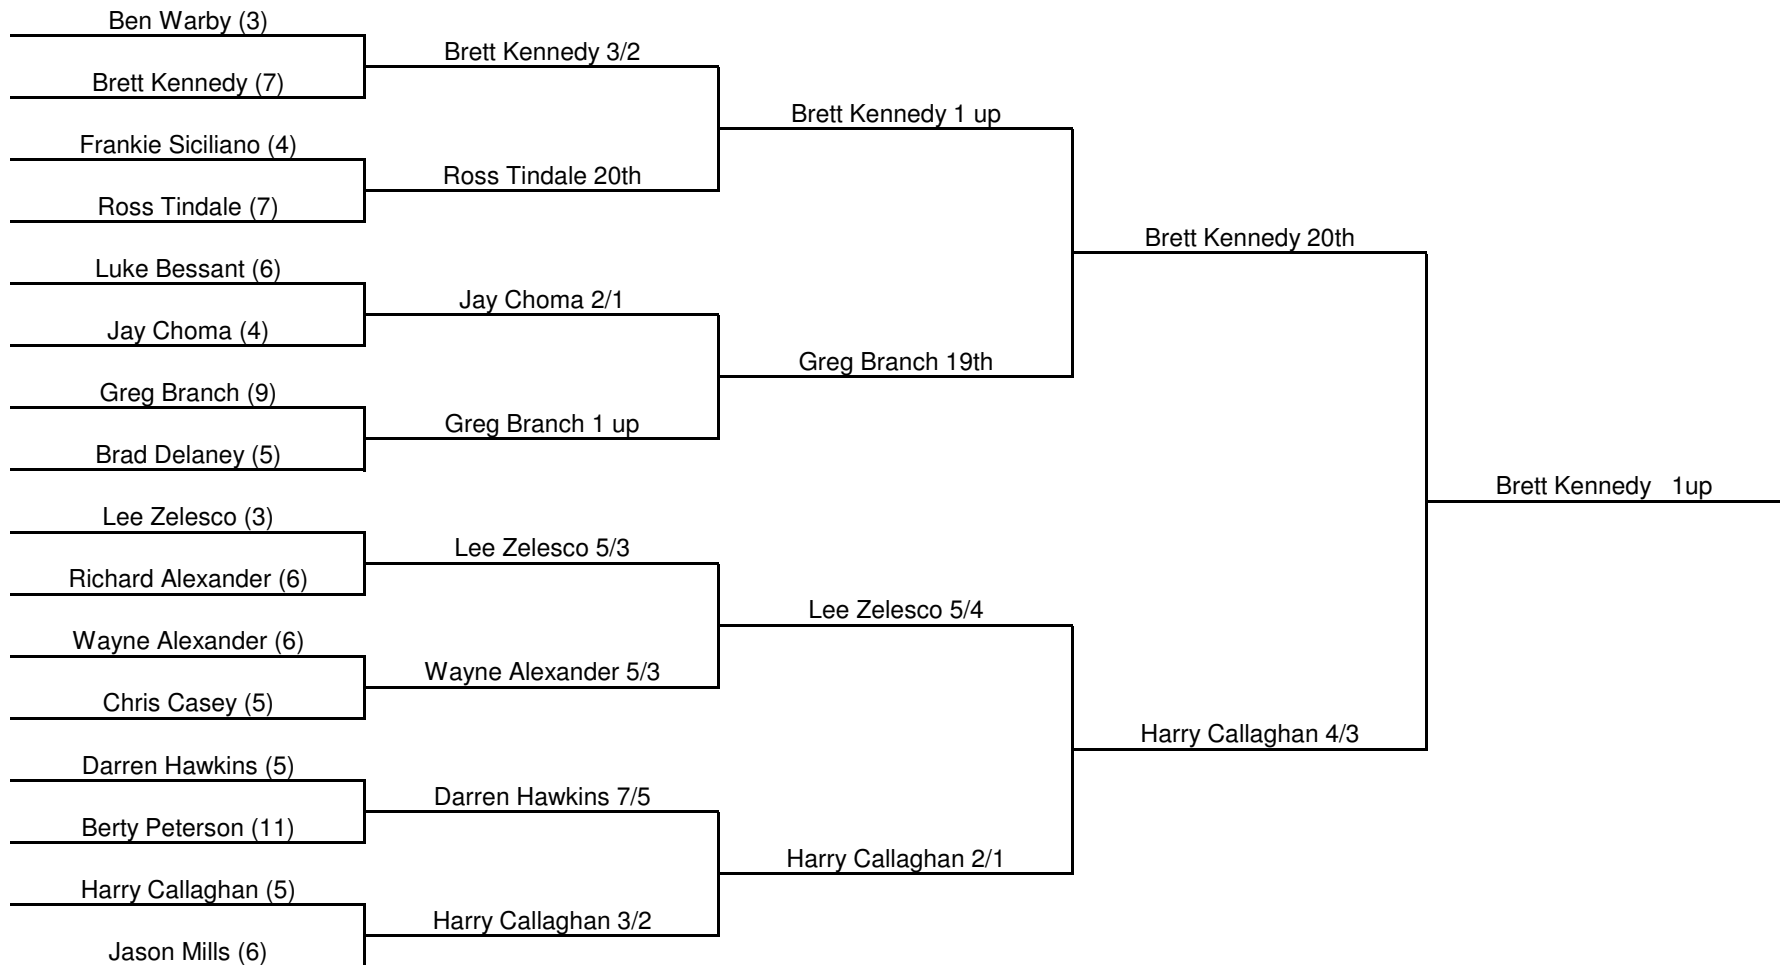 Ben Warby (3)
Brett Kennedy 3/2
Brett Kennedy (7)
Brett Kennedy 1 up
Frankie Siciliano (4)
Ross Tindale 20th
Ross Tindale (7)
Brett Kennedy 20th
Luke Bessant (6)
Jay Choma 2/1
Jay Choma (4)
Greg Branch 19th
Greg Branch (9)
Greg Branch 1 up
Brad Delaney (5)
Brett Kennedy 1up
Lee Zelesco (3)
Lee Zelesco 5/3
Richard Alexander (6)
Lee Zelesco 5/4
Wayne Alexander (6)
Wayne Alexander 5/3
Chris Casey (5)
Harry Callaghan 4/3
Darren Hawkins (5)
Darren Hawkins 7/5
Berty Peterson (11)
Harry Callaghan 2/1
Harry Callaghan (5)
Harry Callaghan 3/2
Jason Mills (6)